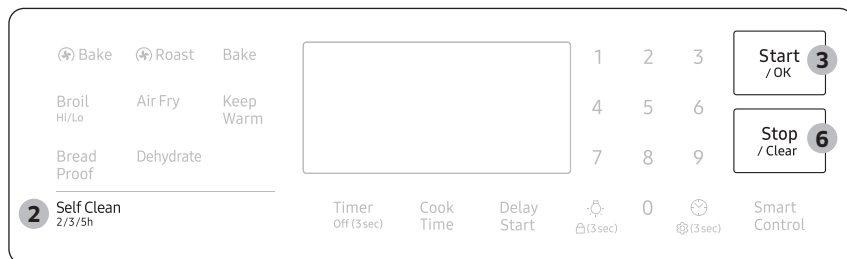 Bake Roast Bake
1 2 3
Start
/ OK
3
Broil
Hi/Lo
Air Fry
Keep
Warm
4 5 6
Stop
/ Clear
6
Bread
Proof
Dehydrate
7 8 9
2
Self Clean
2/3/5h
Timer
Off (3 sec)
Cook
Time
Delay
Start
(3 sec)
0
(3 sec)
Smart
Control